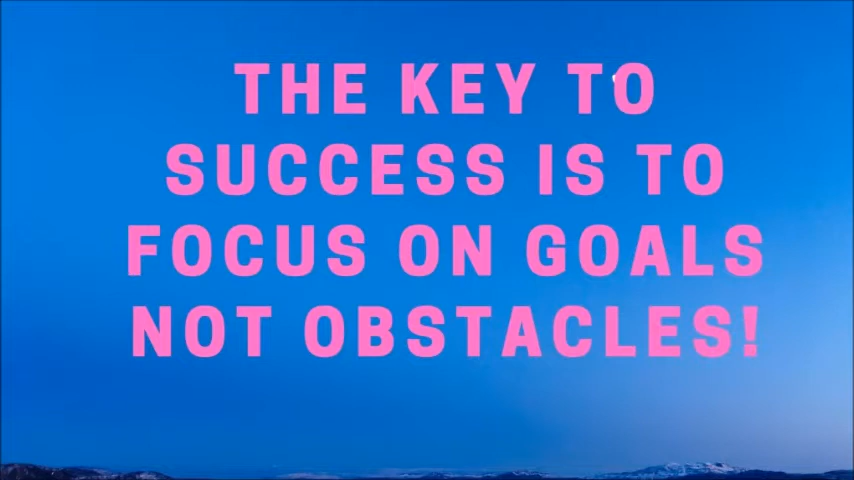 THE KEY TO
SUCCESS IS TO
FOCUS ON GOALS
NOT OBSTACLES!